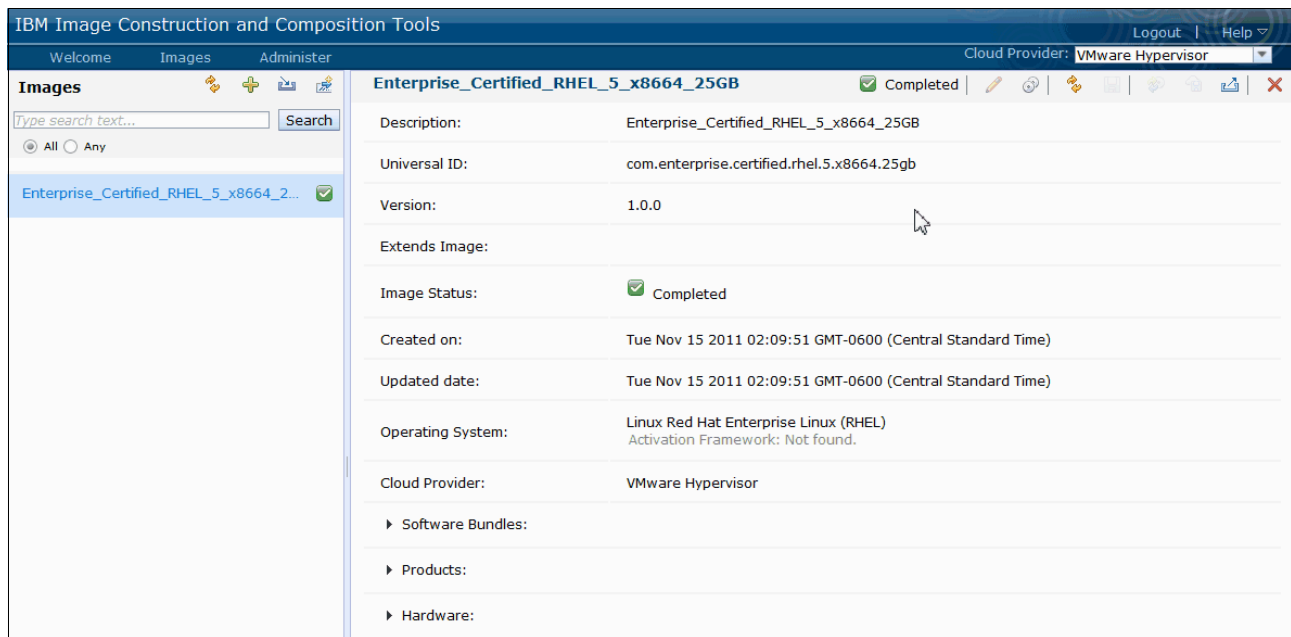 IBM Image Construction and Composition Tools
Logout | Help
Welcome Images Administer
Cloud Provider: VMware Hypervisor
Images
Type search text...
Search
All Any
Enterprise_Certified_RHEL_5_x8664_2...
Enterprise_Certified_RHEL_5_x8664_25GB
Completed
Description: Enterprise_Certified_RHEL_5_x8664_25GB
Universal ID: com.enterprise.certified.rhel.5.x8664.25gb
Version: 1.0.0
Extends Image:
Image Status: Completed
Created on: Tue Nov 15 2011 02:09:51 GMT-0600 (Central Standard Time)
Updated date: Tue Nov 15 2011 02:09:51 GMT-0600 (Central Standard Time)
Operating System: Linux Red Hat Enterprise Linux (RHEL)
Activation Framework: Not found.
Cloud Provider: VMware Hypervisor
Software Bundles:
Products:
Hardware: